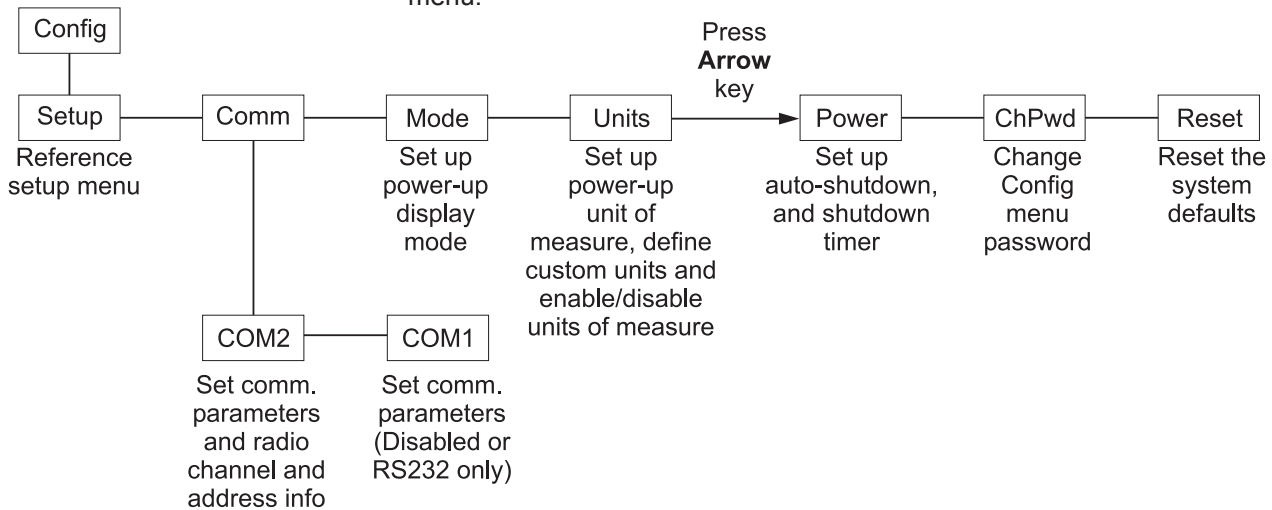 menu.
Config
Press
Arrow
key
Setup
Comm
Mode
Units
Power
ChPwd
Reset
Reference
setup menu
Set up
power-up
display
mode
Set up
power-up
unit of
measure, define
custom units and
enable/disable
units of measure
Set up
auto-shutdown,
and shutdown
timer
Change
Config
menu
password
Reset the
system
defaults
COM2
COM1
Set comm.
parameters
and radio
channel and
address info
Set comm.
parameters
(Disabled or
RS232 only)